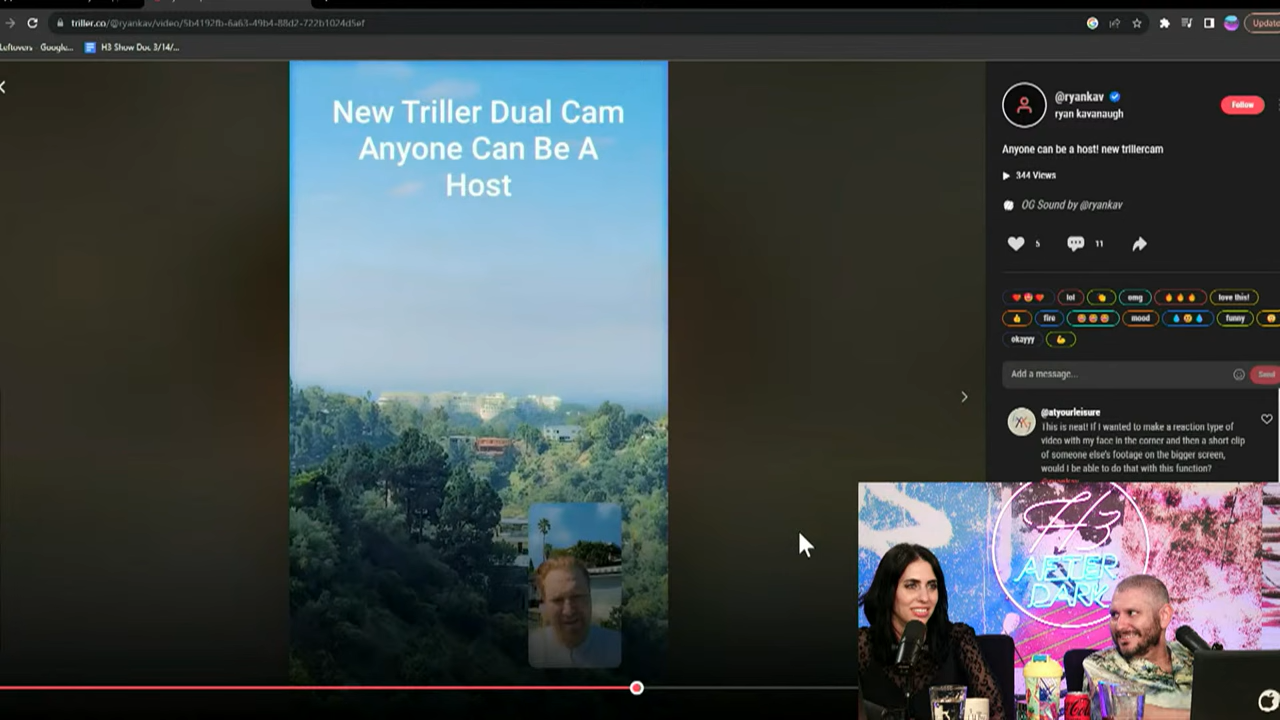 triller.co/@ryankav/video/5b4192fb-6a63-49b4-88d2-722b1024d5ef
Update
Leftovers
Google...
H3 Show Doc 3/14/...
New Triller Dual Cam
Anyone Can Be A
Host
@ryankav
ryan kavanaugh
Follow
Anyone can be a host! new trillercam
344 Views
OG Sound by @ryankav
5
11
lol
omg
love this!
fire
mood
funny
okayyy
Add a message...
Send
@atyourleisure
This is neat! If I wanted to make a reaction type of
video with my face in the corner and then a short clip
of someone else's footage on the bigger screen,
would I be able to do that with this function?
H3
AFTER
DARK